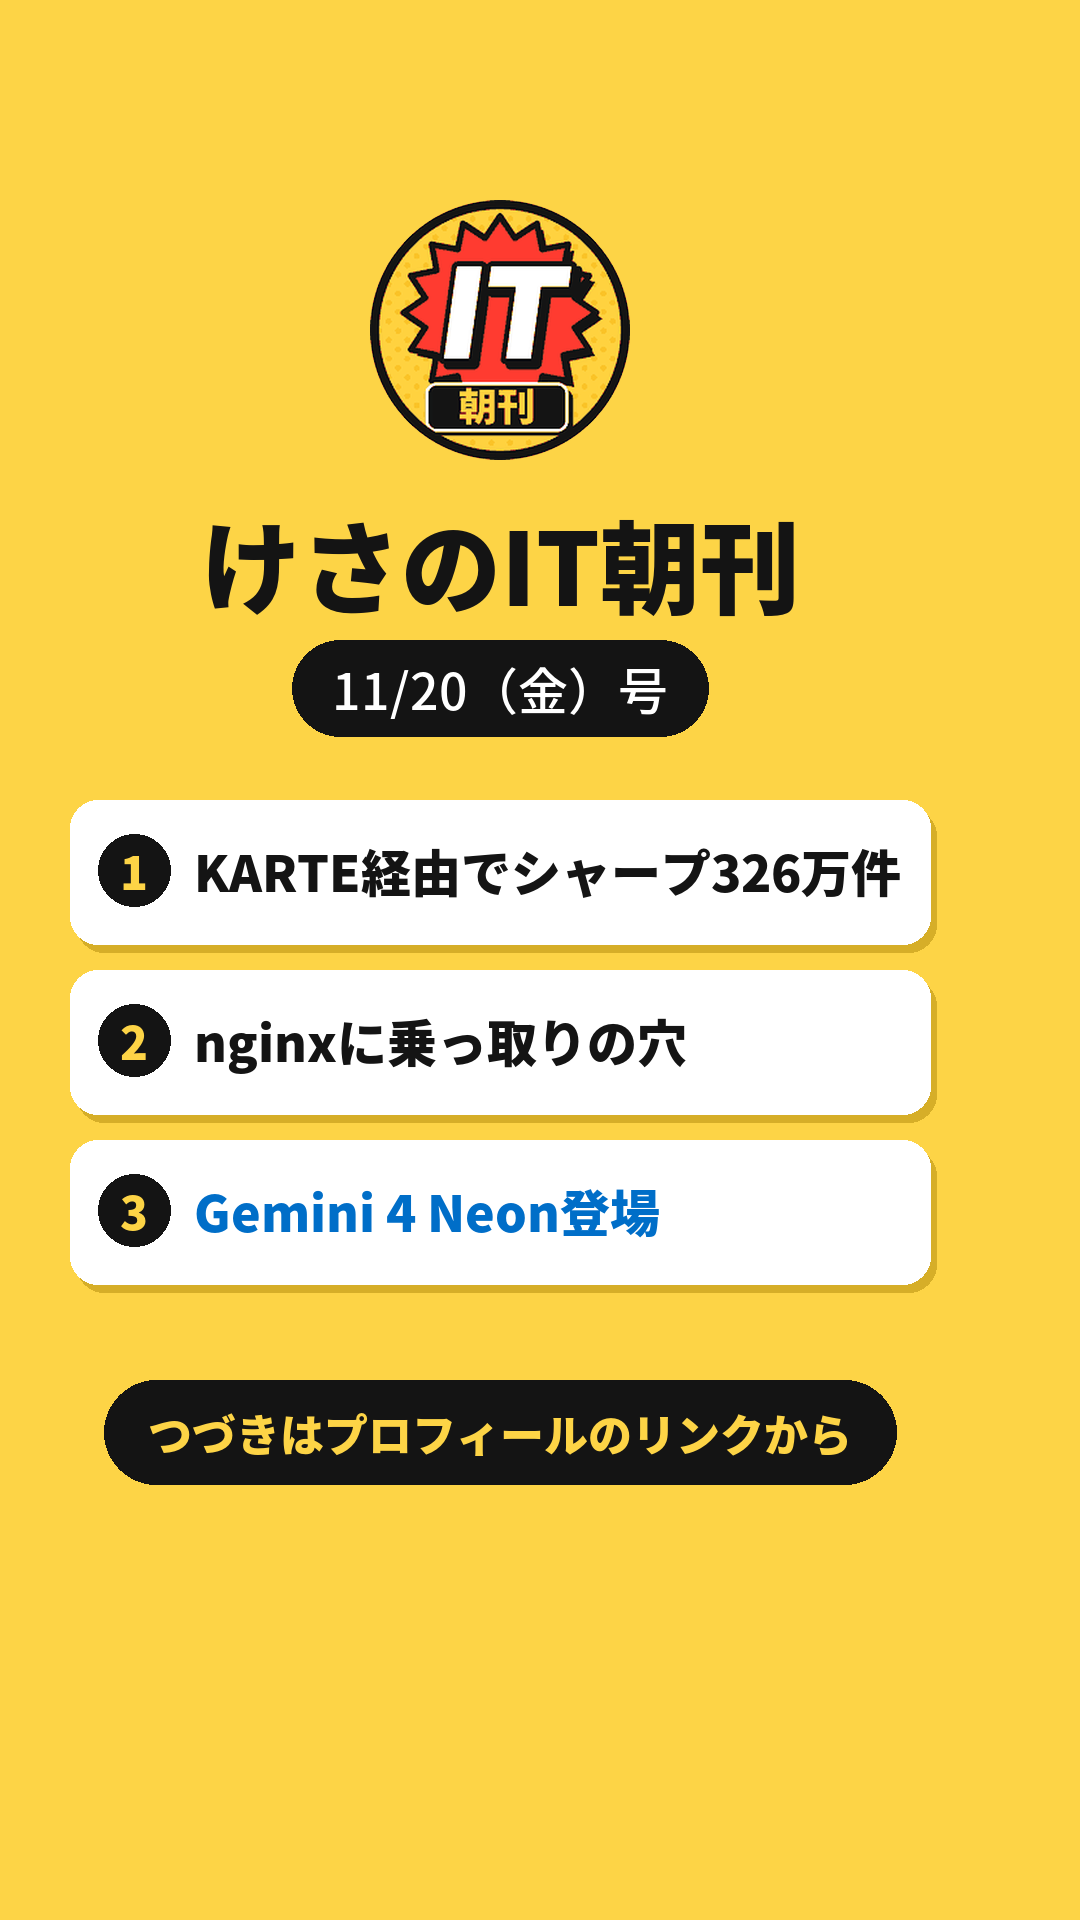 IT
朝刊
けさのIT朝刊
11/20（金）号
1 KARTE経由でシャープ326万件
2 nginxに乗っ取りの穴
3 Gemini 4 Neon登場
つづきはプロフィールのリンクから